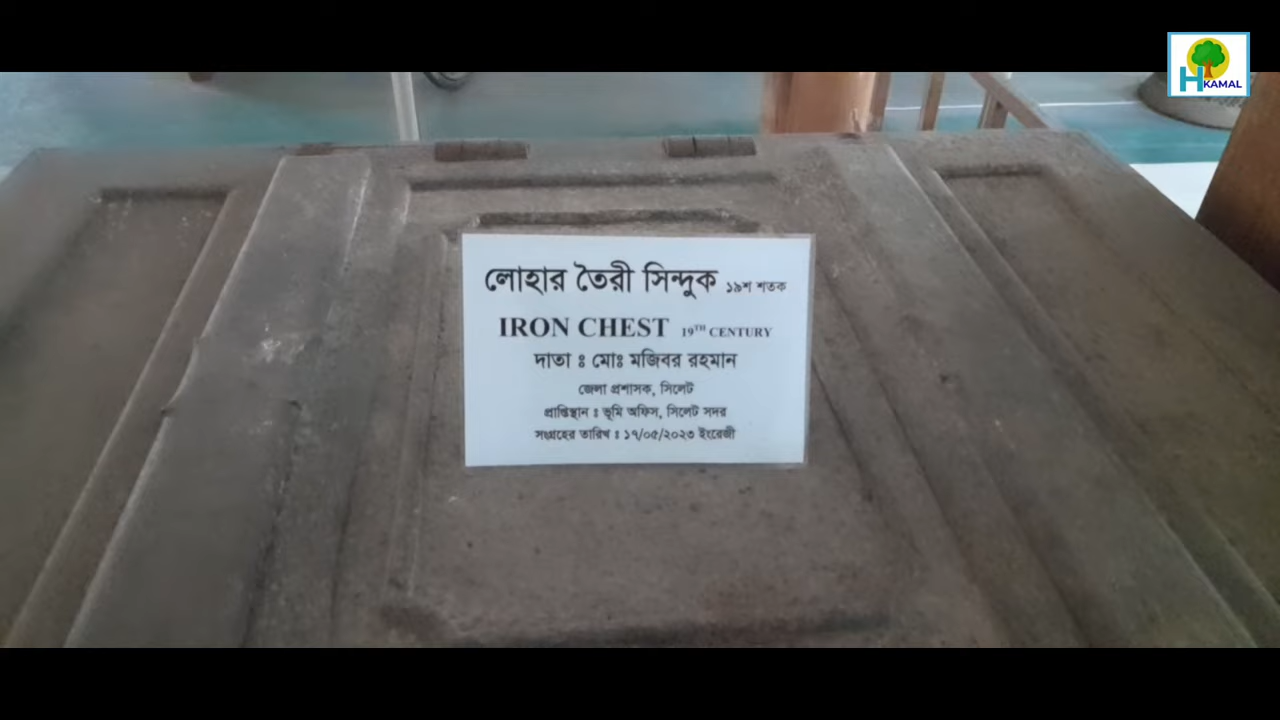 H KAMAL
লোহার তৈরী সিন্দুক ১৯শ শতক
IRON CHEST 19TH CENTURY
দাতা ঃ মোঃ মজিবর রহমান
জেলা প্রশাসক, সিলেট
প্রাপ্তিস্থান ঃ ভূমি অফিস, সিলেট সদর
সংগ্রহের তারিখ ঃ ১৭/০৫/২০২৩ ইংরেজী